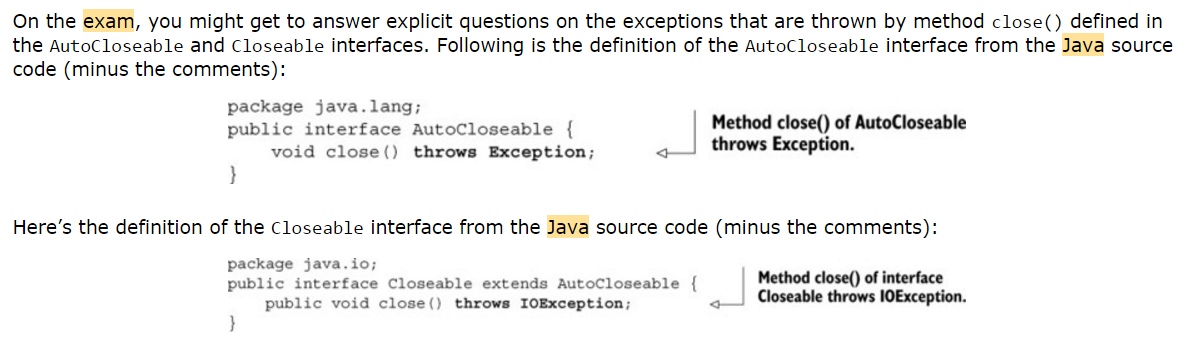 On the exam, you might get to answer explicit questions on the exceptions that are thrown by method close() defined in
the AutoCloseable and Closeable interfaces. Following is the definition of the AutoCloseable interface from the Java source
code (minus the comments):
package java.lang;
public interface AutoCloseable {
    void close() throws Exception;
}
Method close() of AutoCloseable
throws Exception.
Here’s the definition of the Closeable interface from the Java source code (minus the comments):
package java.io;
public interface Closeable extends AutoCloseable {
    public void close() throws IOException;
}
Method close() of interface
Closeable throws IOException.